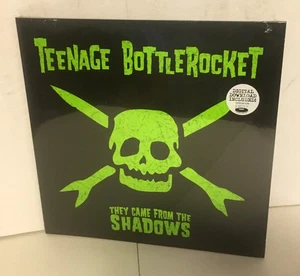 TEENAGE BOTTLEROCKET
DIGITAL
DOWNLOAD
INCLUDED!
THEY CAME FROM THE
SHADOWS